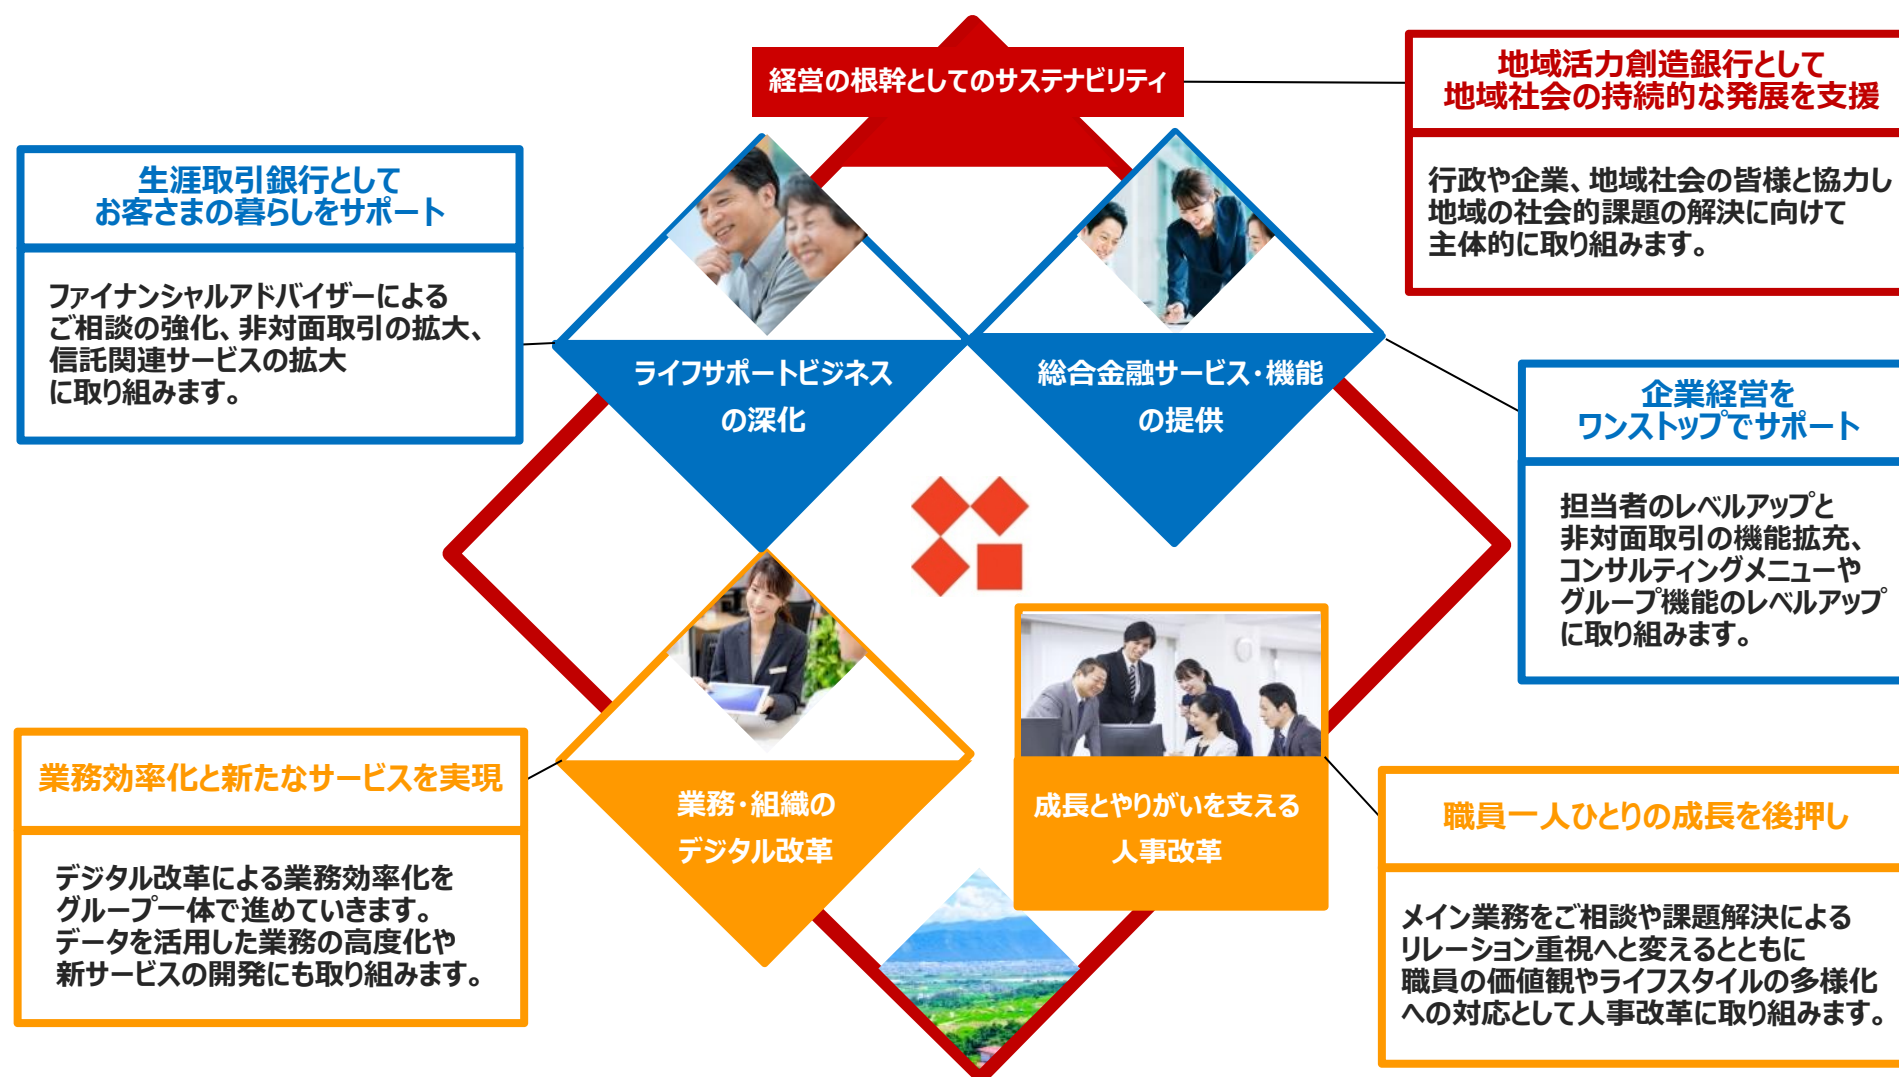 経営の根幹としてのサステナビリティ
地域活力創造銀行として
地域社会の持続的な発展を支援
行政や企業、地域社会の皆様と協力し
地域の社会的課題の解決に向けて
主体的に取り組みます。
生涯取引銀行として
お客さまの暮らしをサポート
ファイナンシャルアドバイザーによる
ご相談の強化、非対面取引の拡大、
信託関連サービスの拡大
に取り組みます。
ライフサポートビジネス
の深化
総合金融サービス・機能
の提供
企業経営を
ワンストップでサポート
担当者のレベルアップと
非対面取引の機能拡充、
コンサルティングメニューや
グループ機能のレベルアップ
に取り組みます。
業務効率化と新たなサービスを実現
デジタル改革による業務効率化を
グループ一体で進めていきます。
データを活用した業務の高度化や
新サービスの開発にも取り組みます。
業務・組織の
デジタル改革
成長とやりがいを支える
人事改革
職員一人ひとりの成長を後押し
メイン業務をご相談や課題解決による
リレーション重視へと変えるとともに
職員の価値観やライフスタイルの多様化
への対応として人事改革に取り組みます。